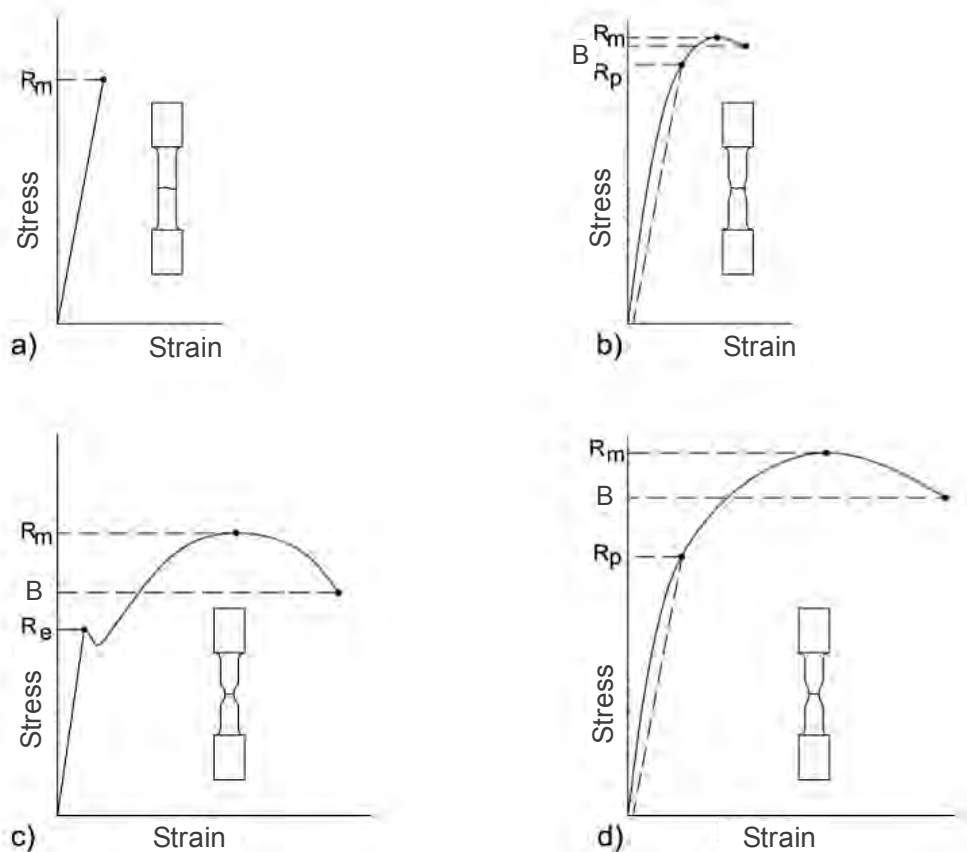 Rm
Stress
a)
Strain
Rm
B
Rp
Stress
b)
Strain
Rm
B
Re
Stress
c)
Strain
Rm
B
Rp
Stress
d)
Strain